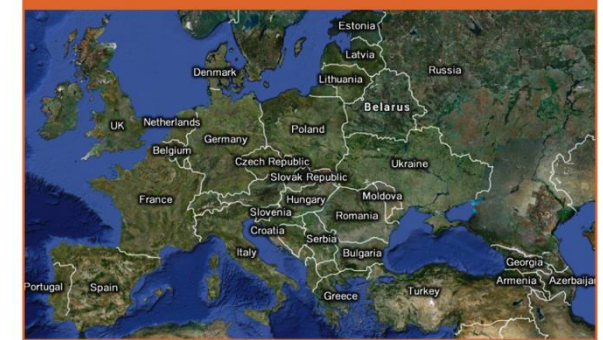 Estonia
Latvia
Denmark
Lithuania
Russia
Belarus
UK
Netherlands
Germany
Poland
Belgium
Czech Republic
Ukraine
Slovak Republic
France
Hungary
Moldova
Slovenia
Romania
Croatia
Serbia
Italy
Bulgaria
Georgia
Portugal
Spain
Greece
Turkey
Armenia
Azerbaijan